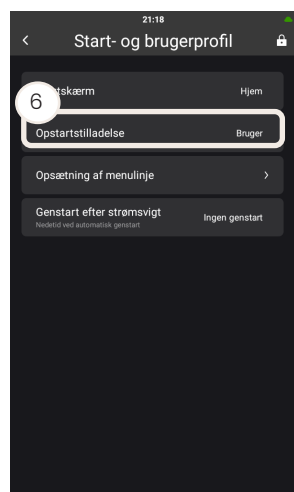 21:18
Start- og brugerprofil
6
tskærm
Hjem
Opstartstilladelse
Bruger
Opsætning af menulinje
Genstart efter strømsvigt
Nedetid ved automatisk genstart
Ingen genstart